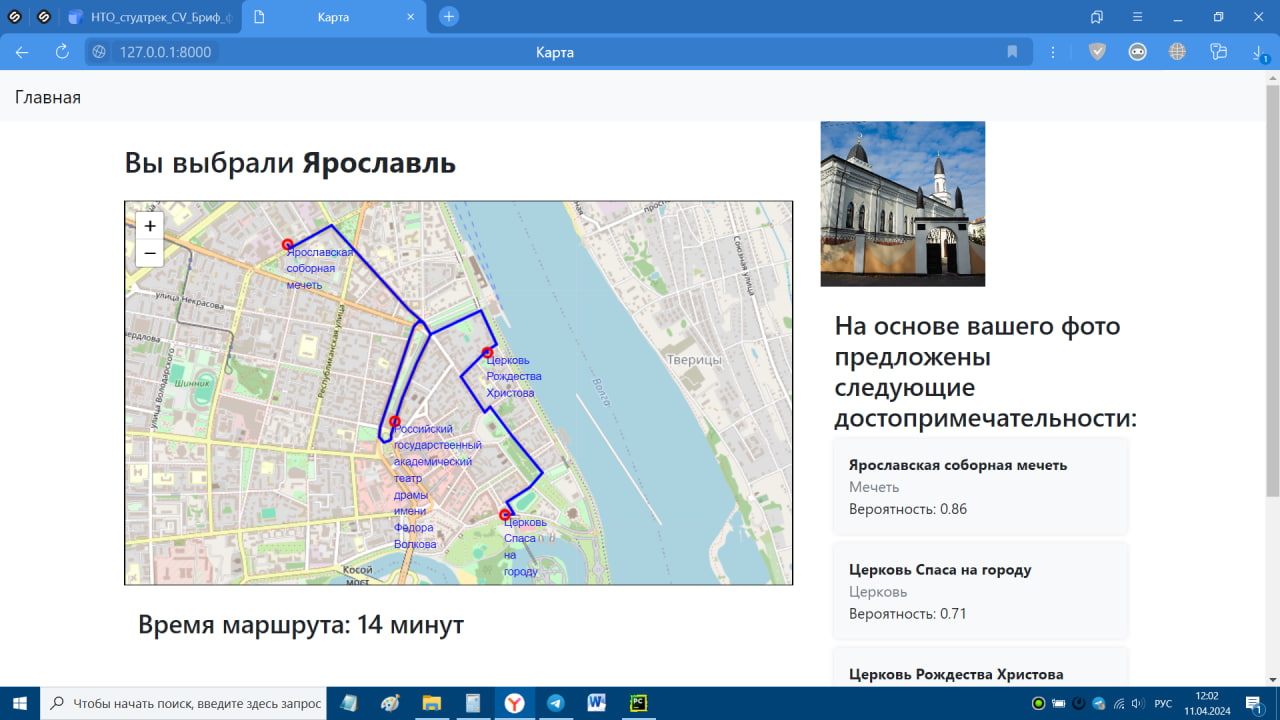 НТО_студтрек_CV_Бриф_ф
Карта
127.0.0.1:8000
Карта
Главная
Вы выбрали Ярославль
+
−
Ярославская
соборная
мечеть
улица Некрасова
Республиканская улица
улица Володарского
Шинник
Церковь
Рождества
Христова
Российский
государственный
академический
театр
драмы
имени
Фёдора
Волкова
Церковь
Спаса
на
городу
Косой
мост
Волга
Тверицы
Союзная улица
Время маршрута: 14 минут
На основе вашего фото
предложены
следующие
достопримечательности:
Ярославская соборная мечеть
Мечеть
Вероятность: 0.86
Церковь Спаса на городу
Церковь
Вероятность: 0.71
Церковь Рождества Христова
Чтобы начать поиск, введите здесь запрос
РУС
12:02
11.04.2024